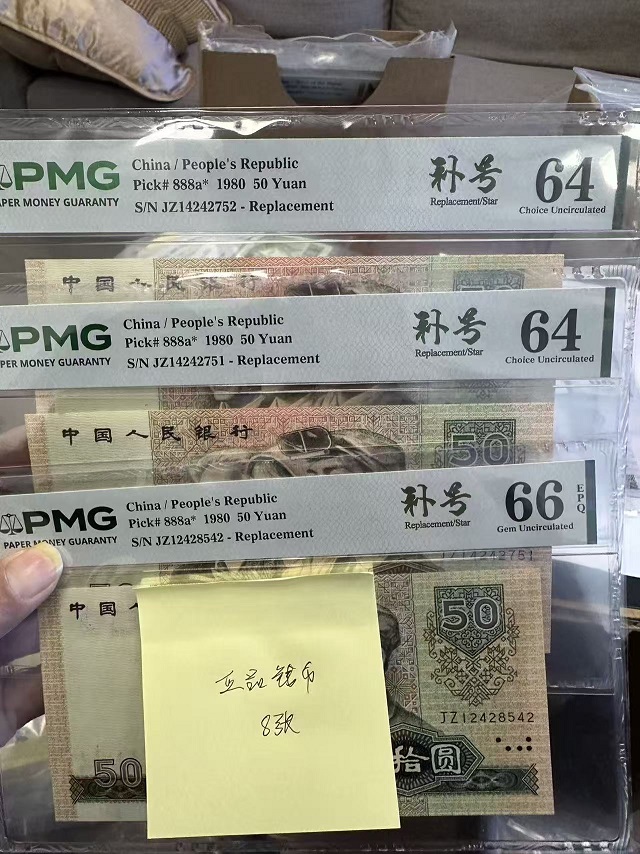 PMG
PAPER MONEY GUARANTY
China / People's Republic
Pick# 888a* 1980 50 Yuan
S/N JZ14242752 - Replacement
补号
Replacement/Star
64
Choice Uncirculated
中国人民银行
PMG
PAPER MONEY GUARANTY
China / People's Republic
Pick# 888a* 1980 50 Yuan
S/N JZ14242751 - Replacement
补号
Replacement/Star
64
Choice Uncirculated
中国人民银行
50
PMG
PAPER MONEY GUARANTY
China / People's Republic
Pick# 888a* 1980 50 Yuan
S/N JZ12428542 - Replacement
补号
Replacement/Star
66
EPQ
Gem Uncirculated
JZ14242751
中国
50
JZ12428542
50
拾圆
8张